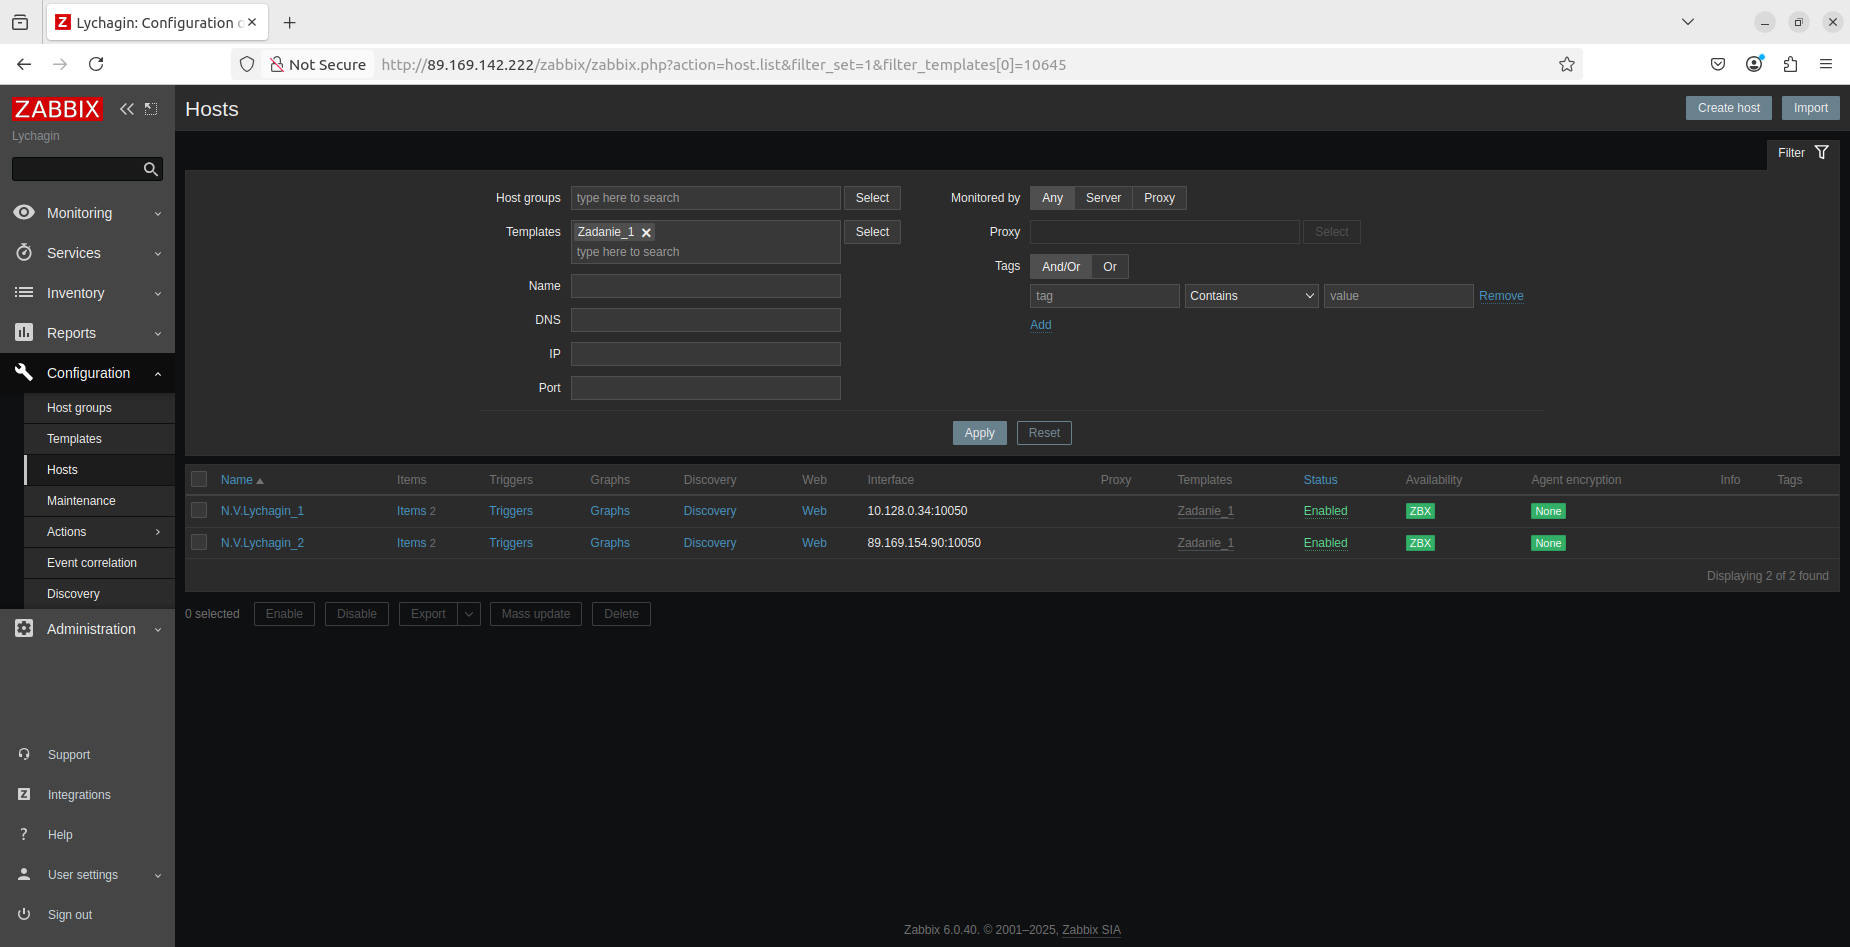 Lychagin: Configuration o
Not Secure
http://89.169.142.222/zabbix/zabbix.php?action=host.list&filter_set=1&filter_templates[0]=10645
ZABBIX
Lychagin
Monitoring
Services
Inventory
Reports
Configuration
Host groups
Templates
Hosts
Maintenance
Actions
Event correlation
Discovery
Administration
Support
Integrations
Help
User settings
Sign out
Hosts
Create host
Import
Filter
Host groups type here to search Select
Templates Zadanie_1 Select
type here to search
Name
DNS
IP
Port
Monitored by Any Server Proxy
Proxy Select
Tags And/Or Or
tag Contains value Remove
Add
Apply Reset
Name Items Triggers Graphs Discovery Web Interface Proxy Templates Status Availability Agent encryption Info Tags
N.V.Lychagin_1 Items 2 Triggers Graphs Discovery Web 10.128.0.34:10050 Zadanie_1 Enabled ZBX None
N.V.Lychagin_2 Items 2 Triggers Graphs Discovery Web 89.169.154.90:10050 Zadanie_1 Enabled ZBX None
Displaying 2 of 2 found
0 selected Enable Disable Export Mass update Delete
Zabbix 6.0.40. © 2001–2025, Zabbix SIA